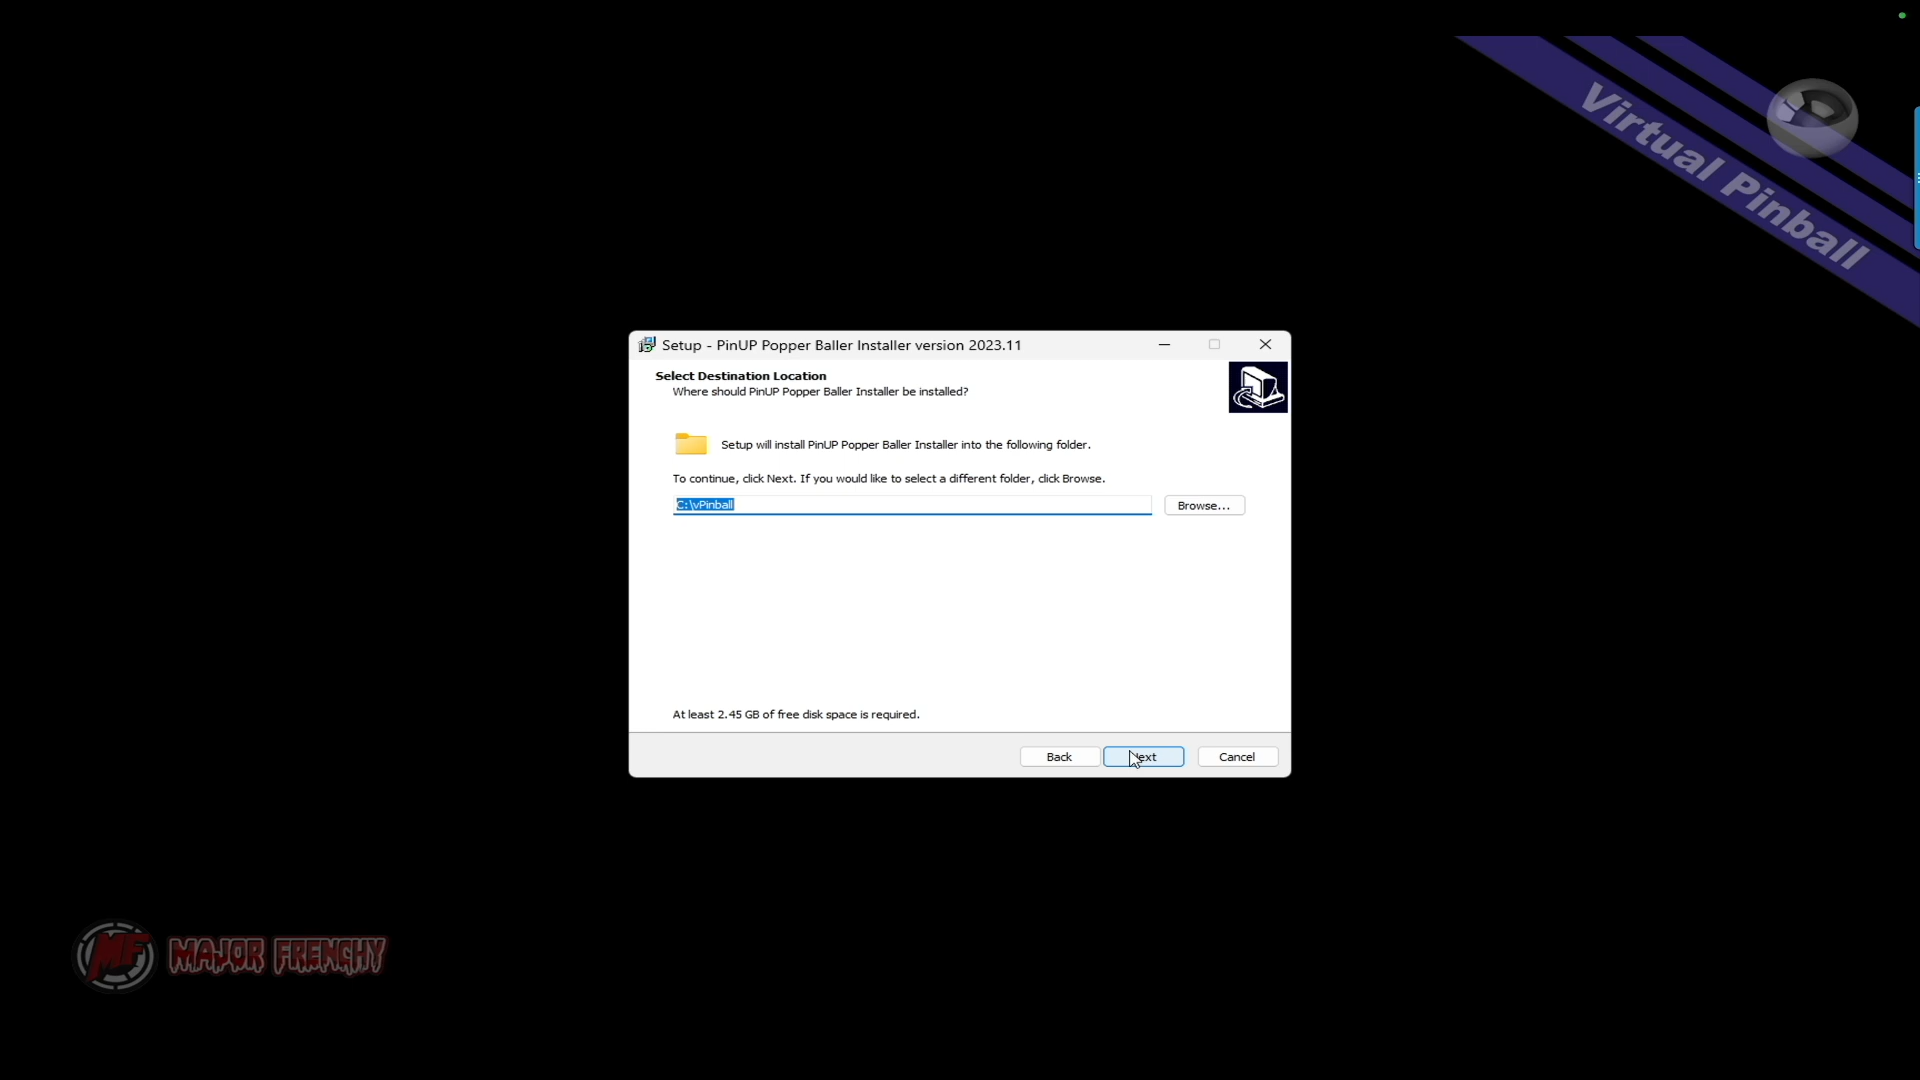 Virtual Pinball
Setup - PinUP Popper Baller Installer version 2023.11
Select Destination Location
Where should PinUP Popper Baller Installer be installed?
Setup will install PinUP Popper Baller Installer into the following folder.
To continue, click Next. If you would like to select a different folder, click Browse.
C:\vPinball
Browse...
At least 2.45 GB of free disk space is required.
Back
Next
Cancel
MF MAJOR FRENCHY